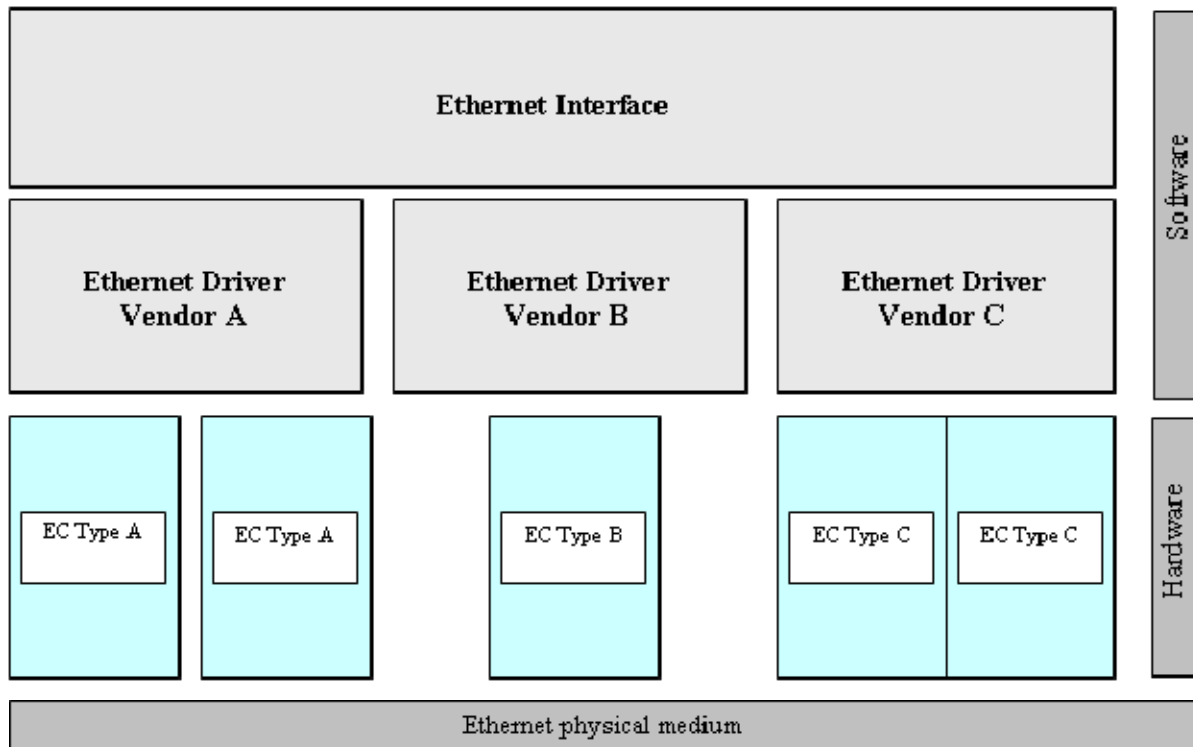 Ethernet Interface
Software
Ethernet Driver
Vendor A
Ethernet Driver
Vendor B
Ethernet Driver
Vendor C
EC Type A
EC Type A
EC Type B
EC Type C
EC Type C
Hardware
Ethernet physical medium